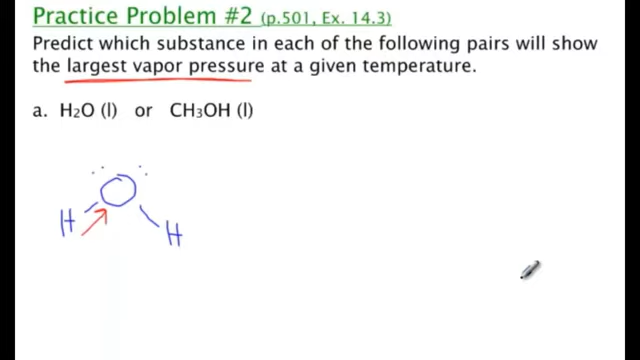 Practice Problem #2 (p.501, Ex. 14.3)
Predict which substance in each of the following pairs will show
the largest vapor pressure at a given temperature.
a. H2O (l) or CH3OH (l)
O
H
H